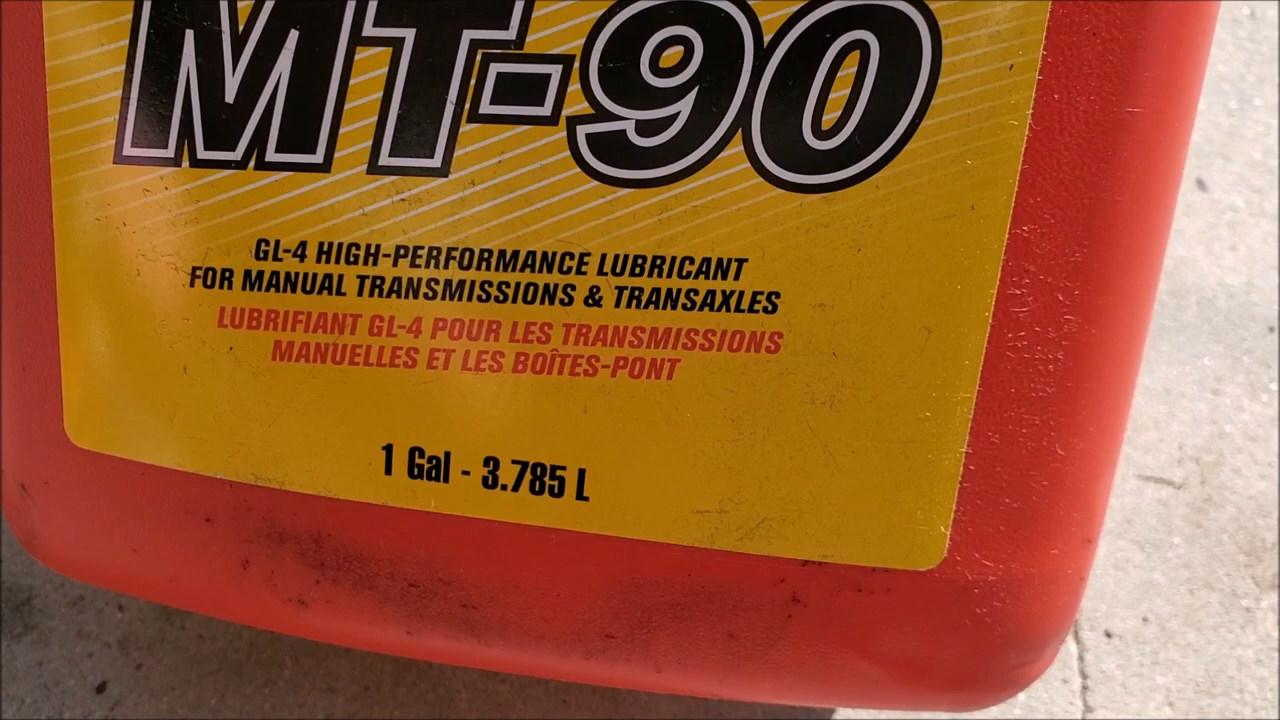 MT-90
GL-4 HIGH-PERFORMANCE LUBRICANT
FOR MANUAL TRANSMISSIONS & TRANSAXLES
LUBRIFIANT GL-4 POUR LES TRANSMISSIONS
MANUELLES ET LES BOÎTES-PONT
1 Gal - 3.785 L